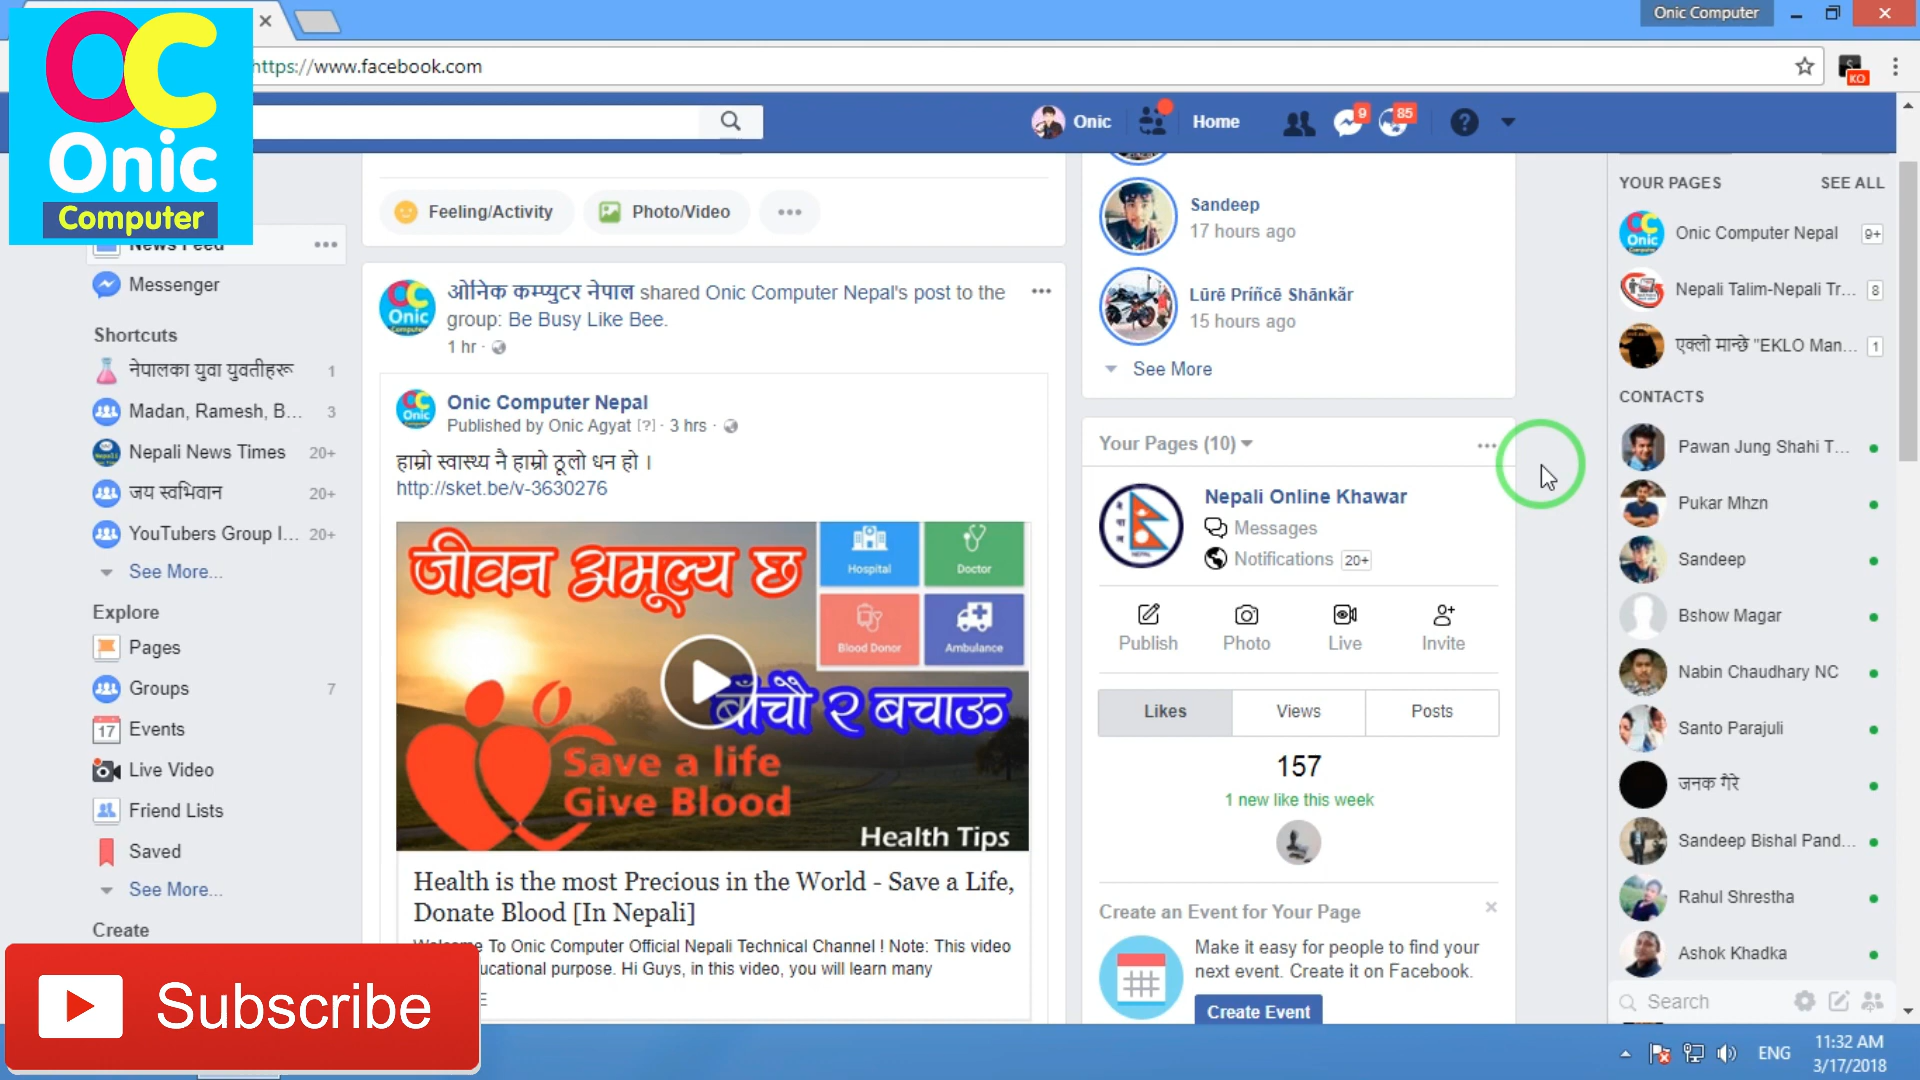 Onic Computer
https://www.facebook.com
OC
Onic
Computer
Onic
Home
9
85
KO
News Feed
Messenger
Shortcuts
नेपालका युवा युवतीहरू 1
Madan, Ramesh, B... 3
Nepali News Times 20+
जय स्वभिवान 20+
YouTubers Group I... 20+
See More...
Explore
Pages
Groups 7
17 Events
Live Video
Friend Lists
Saved
See More...
Create
Subscribe
Feeling/Activity
Photo/Video
ओनिक कम्प्युटर नेपाल shared Onic Computer Nepal's post to the
group: Be Busy Like Bee.
1 hr ·
Onic Computer Nepal
Published by Onic Agyat [?] · 3 hrs ·
हाम्रो स्वास्थ्य नै हाम्रो ठूलो धन हो ।
http://sket.be/v-3630276
जीवन अमूल्य छ
Hospital
Doctor
Blood Donor
Ambulance
बाँचौ र बचाऊ
Save a life
Give Blood
Health Tips
Health is the most Precious in the World - Save a Life,
Donate Blood [In Nepali]
Welcome To Onic Computer Official Nepali Technical Channel ! Note: This video
ucational purpose. Hi Guys, in this video, you will learn many
Sandeep
17 hours ago
Lūrē Príñcē Shānkãr
15 hours ago
See More
Your Pages (10)
Nepali Online Khawar
Messages
Notifications 20+
Publish
Photo
Live
Invite
Likes
Views
Posts
157
1 new like this week
Create an Event for Your Page
Make it easy for people to find your
next event. Create it on Facebook.
Create Event
YOUR PAGES
SEE ALL
Onic Computer Nepal 9+
Nepali Talim-Nepali Tr... 8
एक्लो मान्छे "EKLO Man... 1
CONTACTS
Pawan Jung Shahi T...
Pukar Mhzn
Sandeep
Bshow Magar
Nabin Chaudhary NC
Santo Parajuli
जनक गैरे
Sandeep Bishal Pand...
Rahul Shrestha
Ashok Khadka
Search
ENG
11:32 AM
3/17/2018